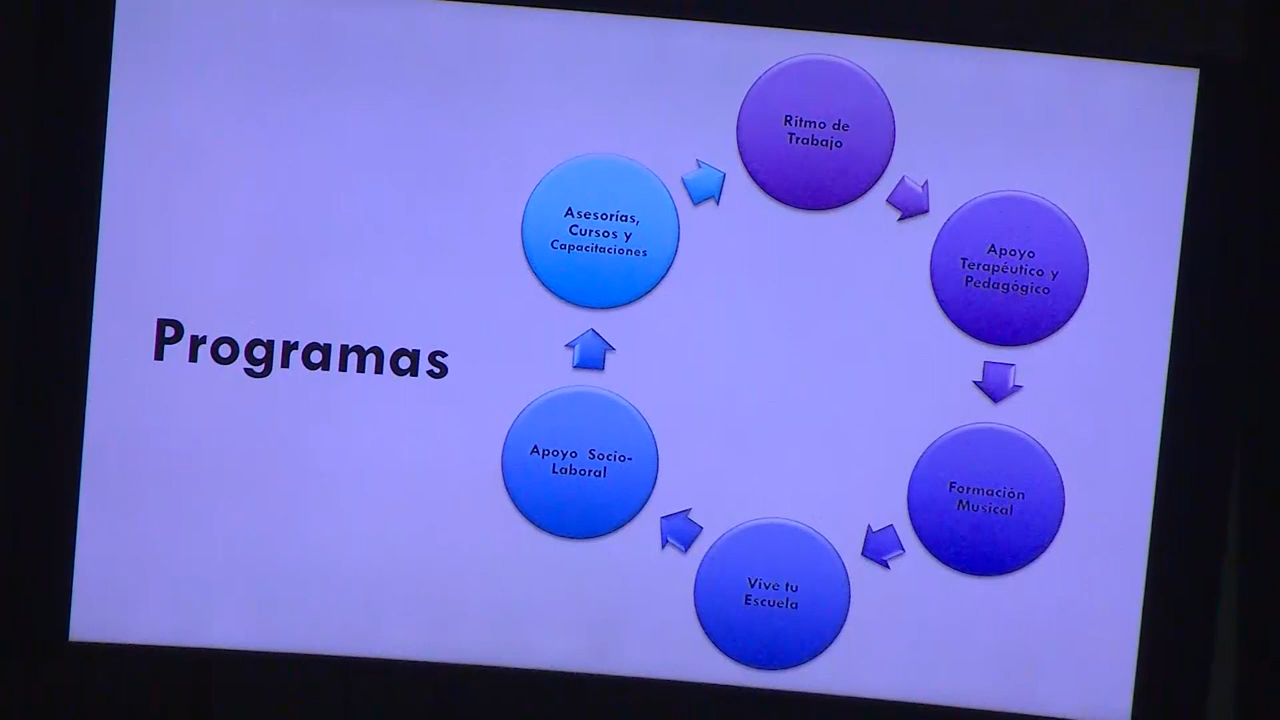 Programas
Ritmo de
Trabajo
Apoyo
Terapéutico y
Pedagógico
Formación
Musical
Vive tu
Escuela
Apoyo Socio-
Laboral
Asesorías,
Cursos y
Capacitaciones